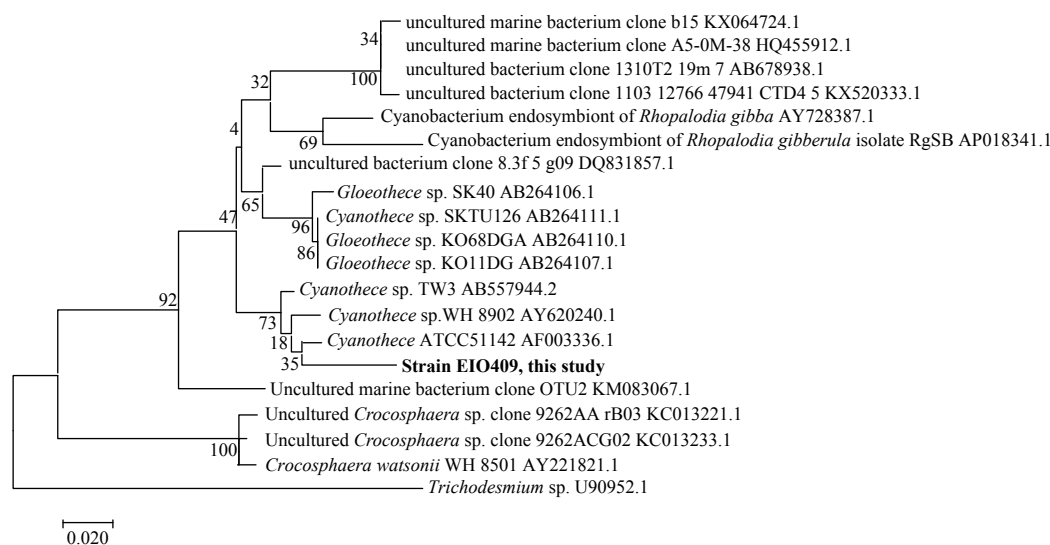 uncultured marine bacterium clone b15 KX064724.1
34
uncultured marine bacterium clone A5-0M-38 HQ455912.1
uncultured bacterium clone 1310T2 19m 7 AB678938.1
100
32
uncultured bacterium clone 1103 12766 47941 CTD4 5 KX520333.1
Cyanobacterium endosymbiont of Rhopalodia gibba AY728387.1
4
69
Cyanobacterium endosymbiont of Rhopalodia gibberula isolate RgSB AP018341.1
uncultured bacterium clone 8.3f 5 g09 DQ831857.1
Gloeothece sp. SK40 AB264106.1
65
47
Cyanothece sp. SKTU126 AB264111.1
96
Gloeothece sp. KO68DGA AB264110.1
86
Gloeothece sp. KO11DG AB264107.1
Cyanothece sp. TW3 AB557944.2
92
73
Cyanothece sp.WH 8902 AY620240.1
18
Cyanothece ATCC51142 AF003336.1
35
Strain EIO409, this study
Uncultured marine bacterium clone OTU2 KM083067.1
Uncultured Crocosphaera sp. clone 9262AA rB03 KC013221.1
Uncultured Crocosphaera sp. clone 9262ACG02 KC013233.1
100
Crocosphaera watsonii WH 8501 AY221821.1
Trichodesmium sp. U90952.1
0.020